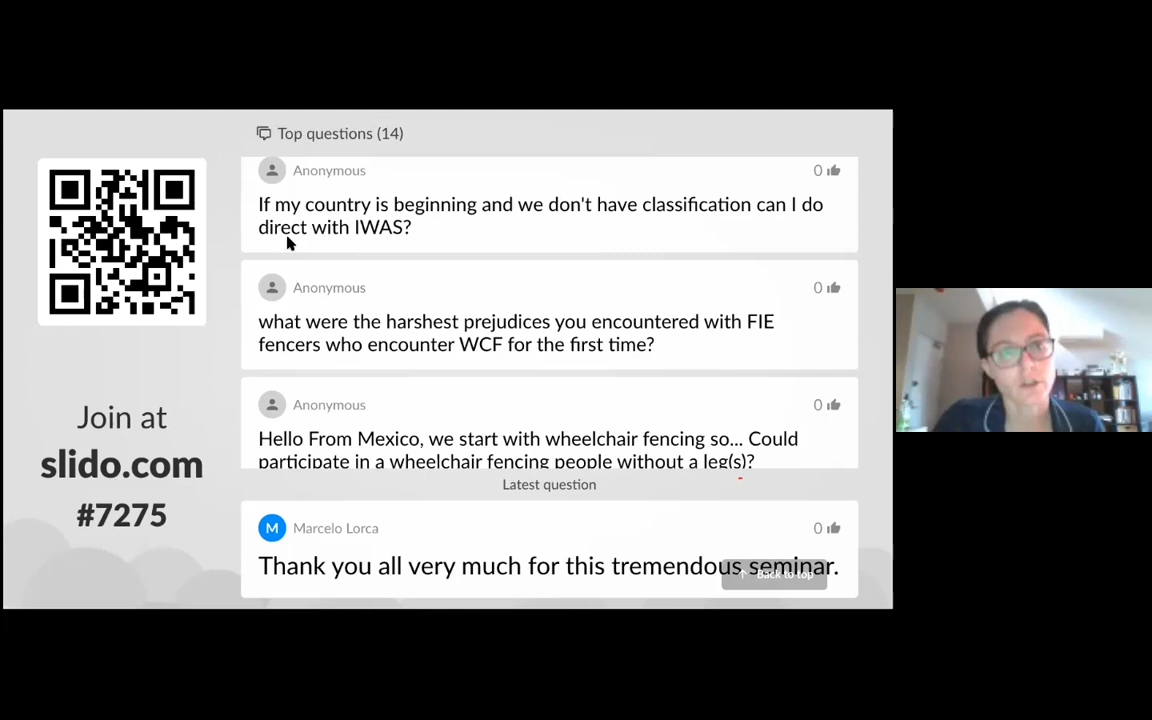 Top questions (14)
Anonymous
0
If my country is beginning and we don't have classification can I do
direct with IWAS?
Anonymous
0
what were the harshest prejudices you encountered with FIE
fencers who encounter WCF for the first time?
Anonymous
0
Hello From Mexico, we start with wheelchair fencing so... Could
participate in a wheelchair fencing people without a leg(s)?
Latest question
M
Marcelo Lorca
0
Thank you all very much for this tremendous seminar.
↑ Back to top
Join at
slido.com
#7275